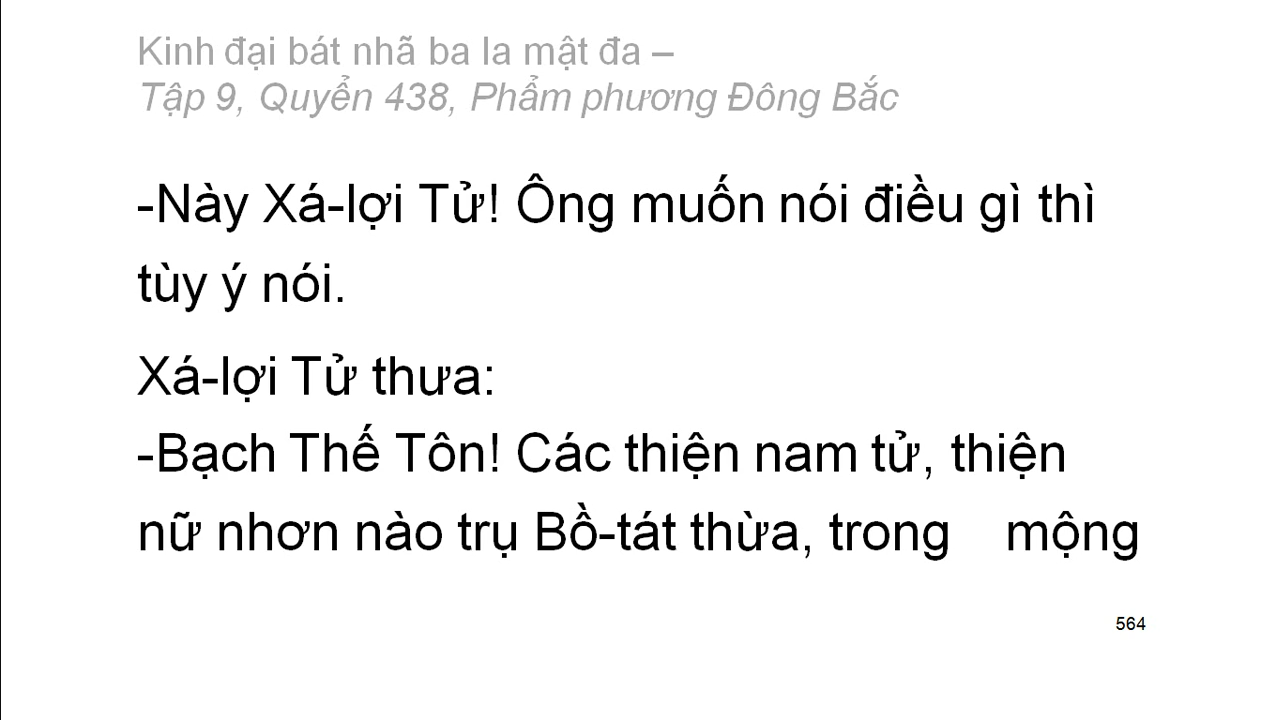 Kinh đại bát nhã ba la mật đa –
Tập 9, Quyển 438, Phẩm phương Đông Bắc
-Này Xá-lợi Tử! Ông muốn nói điều gì thì
tùy ý nói.
Xá-lợi Tử thưa:
-Bạch Thế Tôn! Các thiện nam tử, thiện
nữ nhơn nào trụ Bồ-tát thừa, trong mộng
564